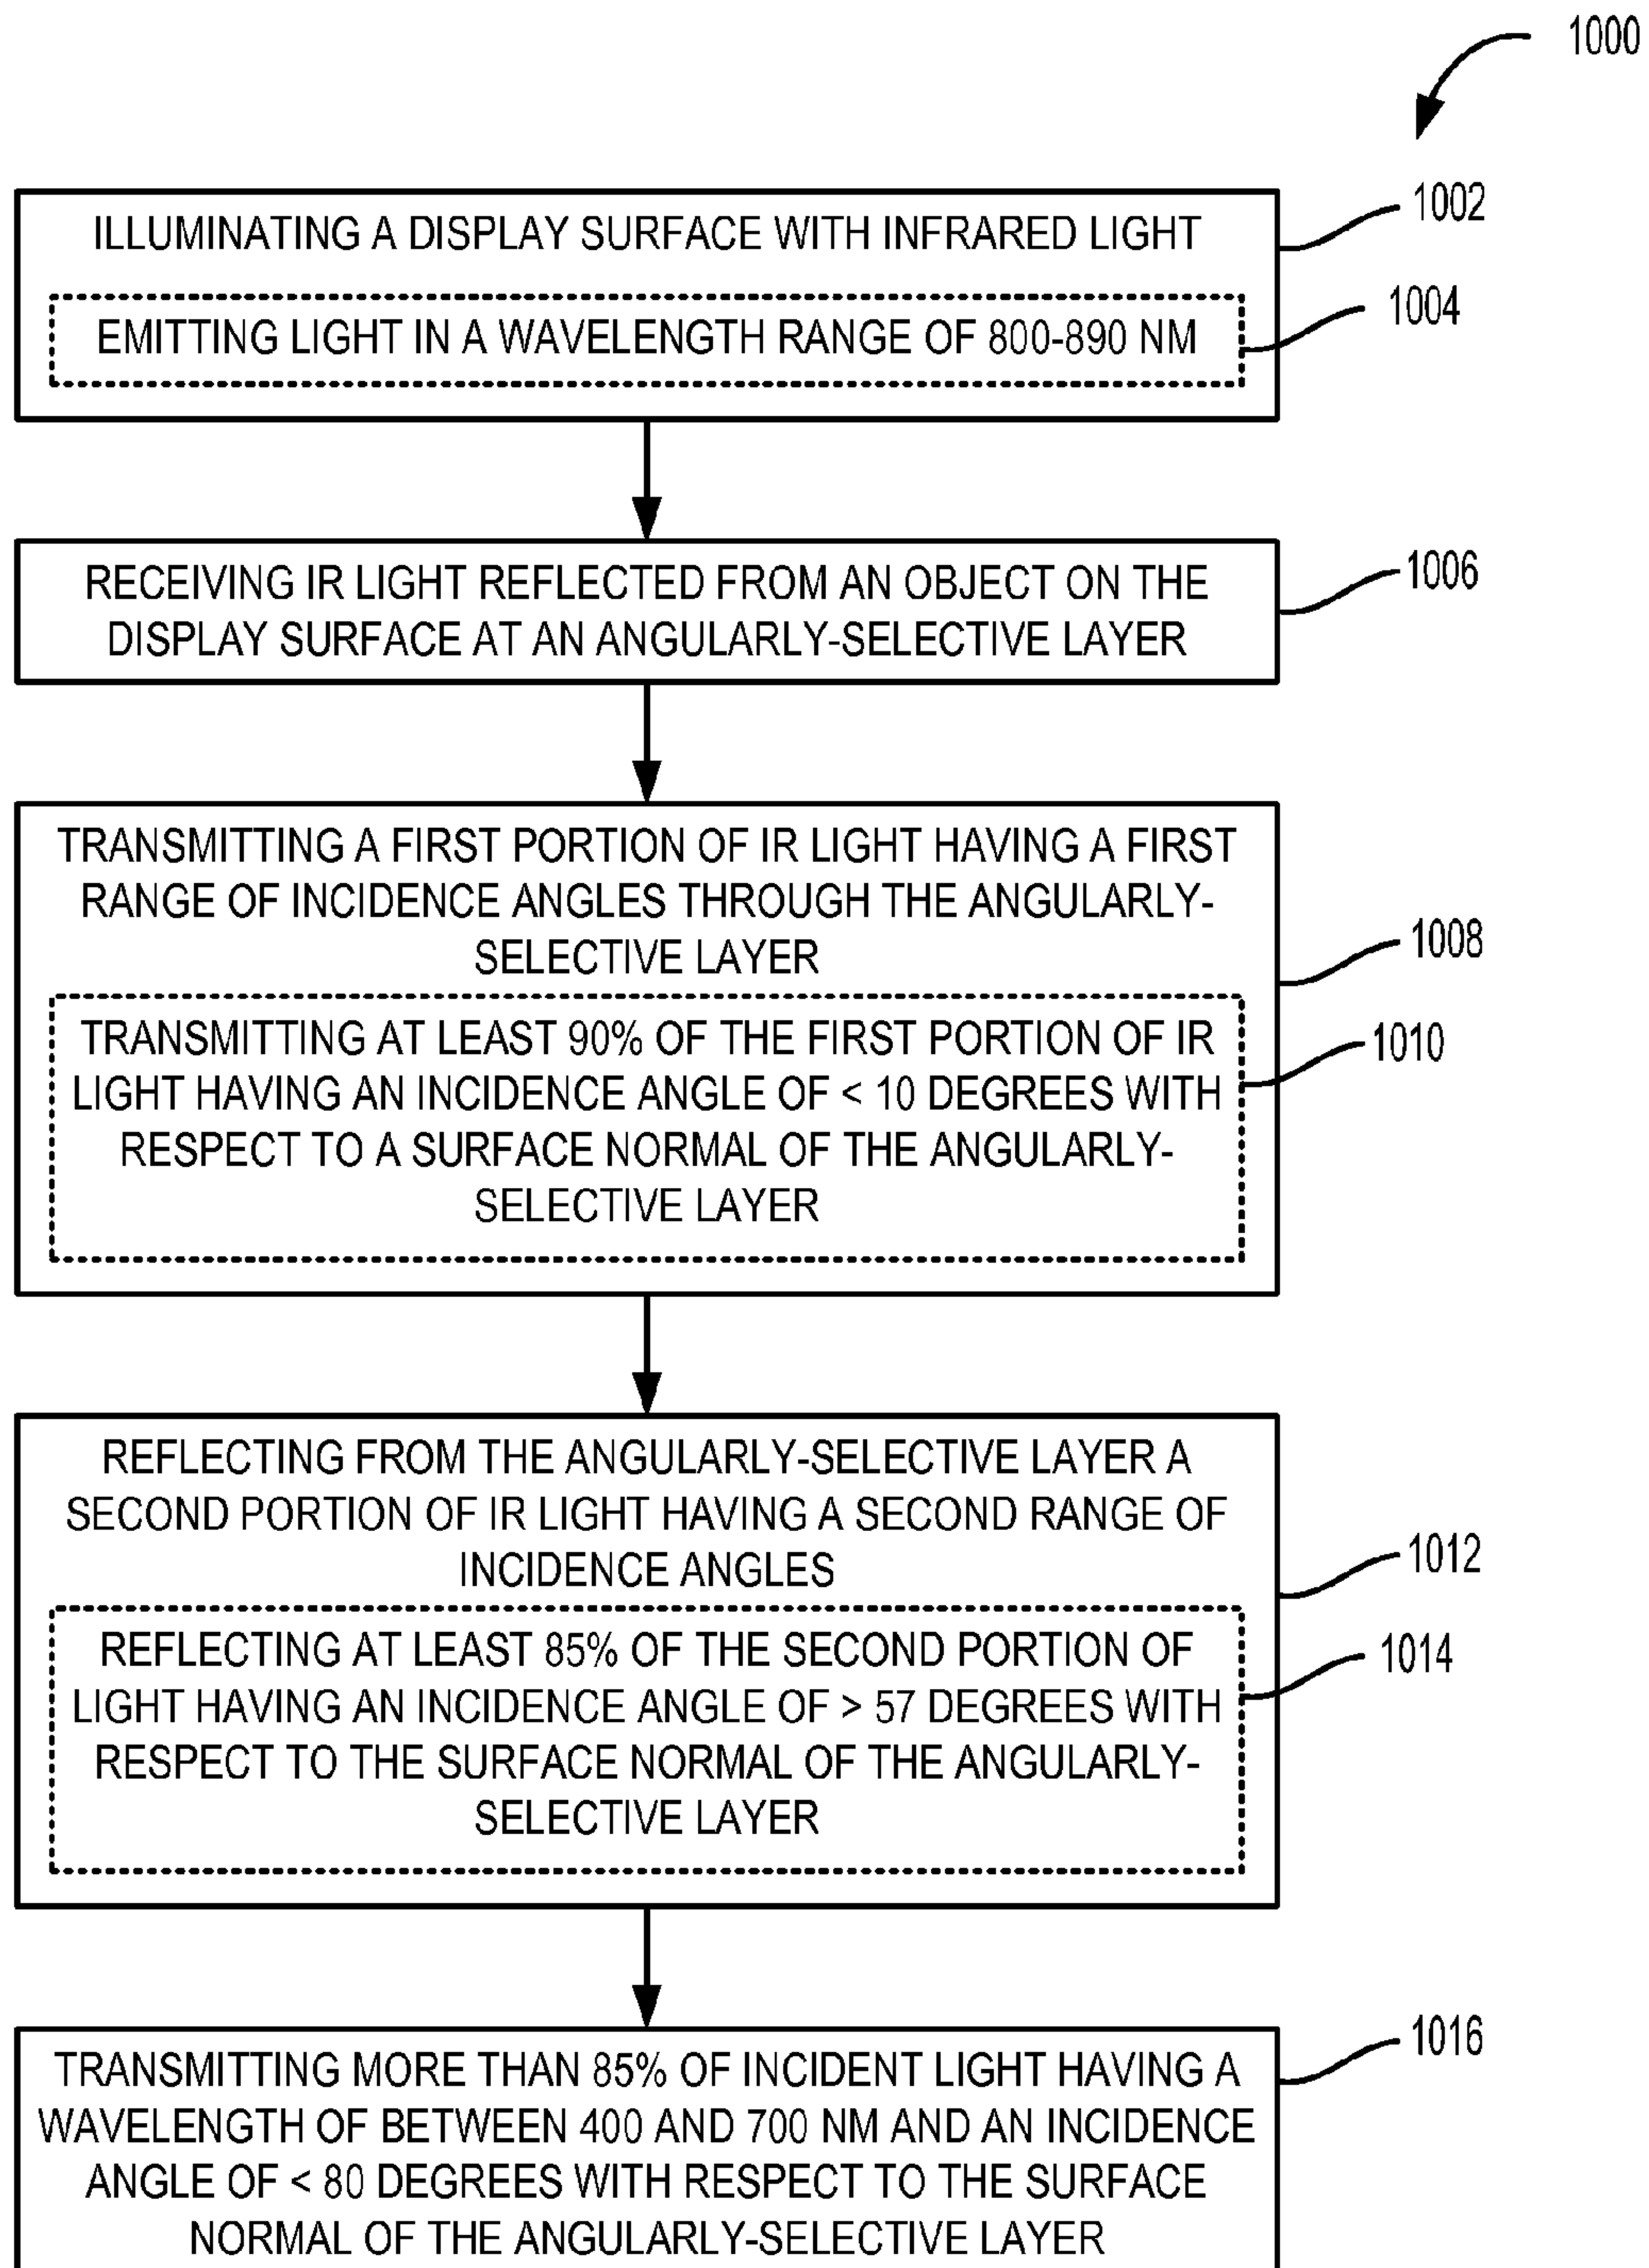 1000
ILLUMINATING A DISPLAY SURFACE WITH INFRARED LIGHT
1002
EMITTING LIGHT IN A WAVELENGTH RANGE OF 800-890 NM
1004
RECEIVING IR LIGHT REFLECTED FROM AN OBJECT ON THE
DISPLAY SURFACE AT AN ANGULARLY-SELECTIVE LAYER
1006
TRANSMITTING A FIRST PORTION OF IR LIGHT HAVING A FIRST
RANGE OF INCIDENCE ANGLES THROUGH THE ANGULARLY-
SELECTIVE LAYER
1008
TRANSMITTING AT LEAST 90% OF THE FIRST PORTION OF IR
LIGHT HAVING AN INCIDENCE ANGLE OF < 10 DEGREES WITH
RESPECT TO A SURFACE NORMAL OF THE ANGULARLY-
SELECTIVE LAYER
1010
REFLECTING FROM THE ANGULARLY-SELECTIVE LAYER A
SECOND PORTION OF IR LIGHT HAVING A SECOND RANGE OF
INCIDENCE ANGLES
1012
REFLECTING AT LEAST 85% OF THE SECOND PORTION OF
LIGHT HAVING AN INCIDENCE ANGLE OF > 57 DEGREES WITH
RESPECT TO THE SURFACE NORMAL OF THE ANGULARLY-
SELECTIVE LAYER
1014
TRANSMITTING MORE THAN 85% OF INCIDENT LIGHT HAVING A
WAVELENGTH OF BETWEEN 400 AND 700 NM AND AN INCIDENCE
ANGLE OF < 80 DEGREES WITH RESPECT TO THE SURFACE
NORMAL OF THE ANGULARLY-SELECTIVE LAYER
1016